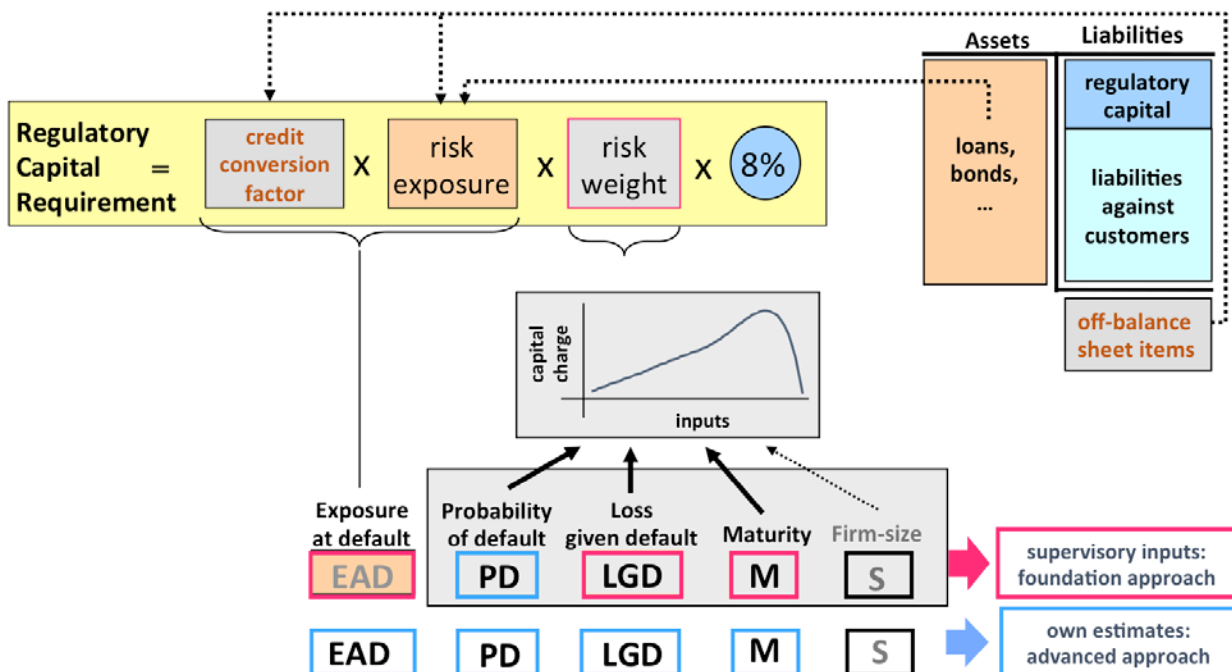 Assets
Liabilities
regulatory
capital
loans,
bonds,
...
liabilities
against
customers
off-balance
sheet items
Regulatory
Capital =
Requirement
credit
conversion
factor
X
risk
exposure
X
risk
weight
X
8%
capital
charge
inputs
Exposure
at default
Probability
of default
Loss
given default
Maturity
Firm-size
EAD
PD
LGD
M
S
supervisory inputs:
foundation approach
EAD
PD
LGD
M
S
own estimates:
advanced approach